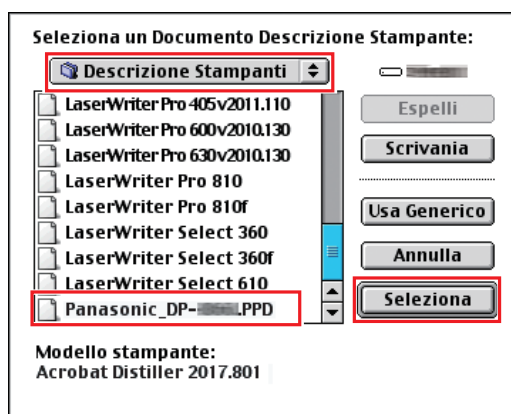 Seleziona un Documento Descrizione Stampante:
Descrizione Stampanti
LaserWriter Pro 405v2011.110
LaserWriter Pro 600v2010.130
LaserWriter Pro 630v2010.130
LaserWriter Pro 810
LaserWriter Pro 810f
LaserWriter Select 360
LaserWriter Select 360f
LaserWriter Select 610
Panasonic_DP- .PPD
Espelli
Scrivania
Usa Generico
Annulla
Seleziona
Modello stampante:
Acrobat Distiller 2017.801